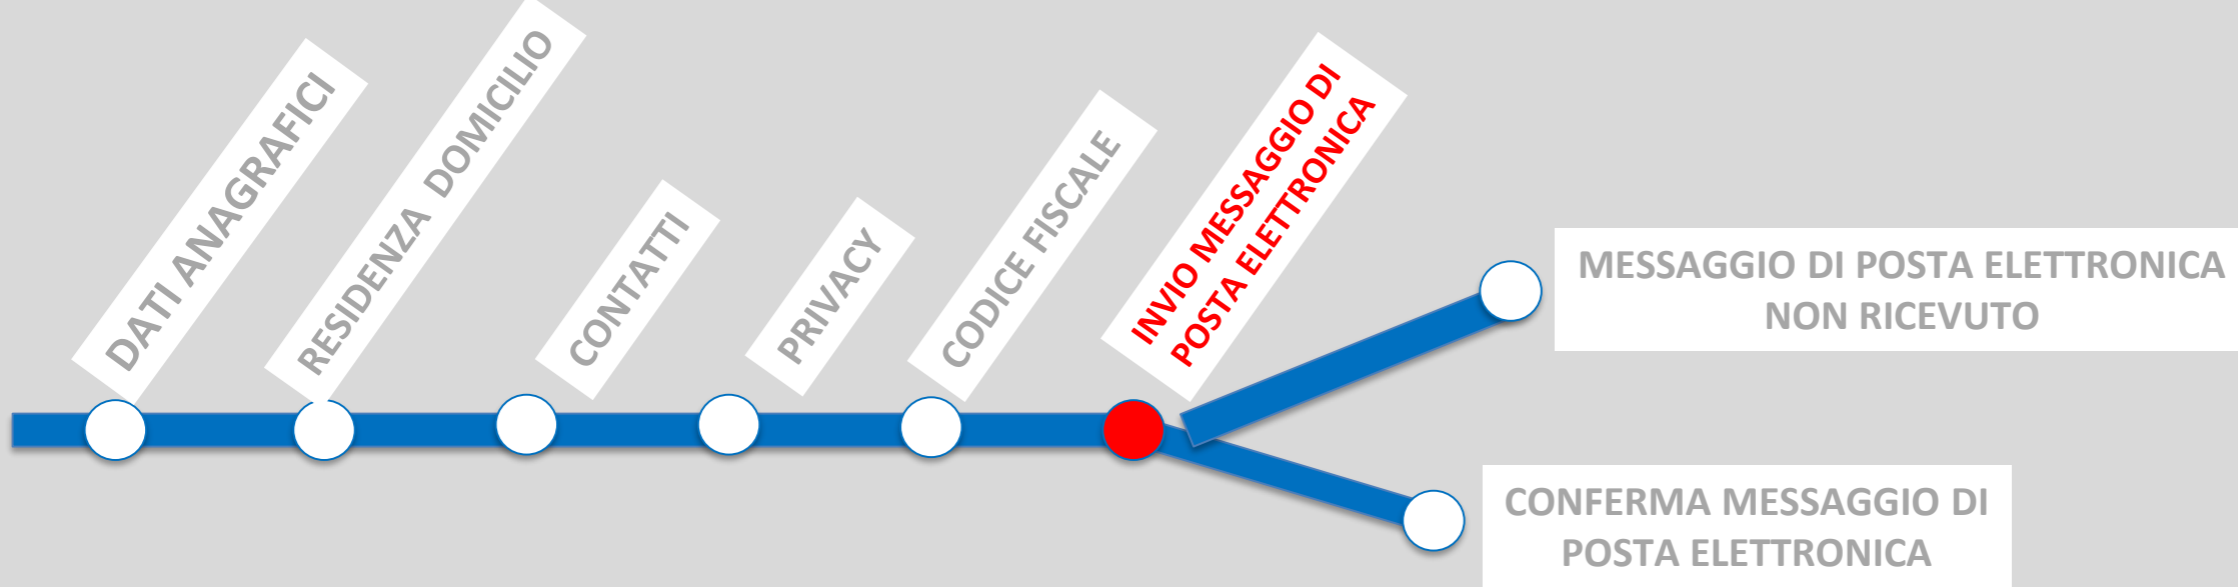 DATI ANAGRAFICI
RESIDENZA DOMICILIO
CONTATTI
PRIVACY
CODICE FISCALE
INVIO MESSAGGIO DI
POSTA ELETTRONICA
MESSAGGIO DI POSTA ELETTRONICA
NON RICEVUTO
CONFERMA MESSAGGIO DI
POSTA ELETTRONICA